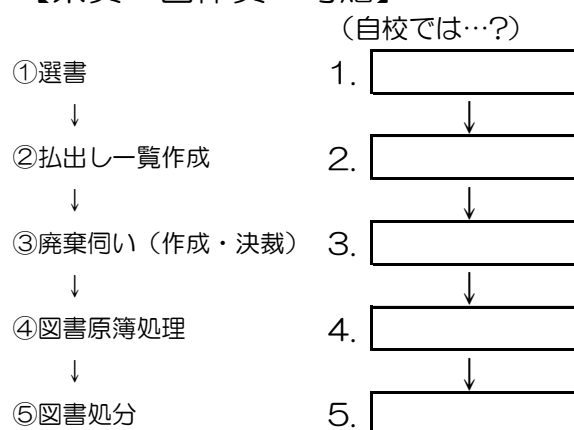 (自校では…?)
①選書 1.
↓ ↓
②払出し一覧作成 2.
↓ ↓
③廃棄伺い(作成・決裁) 3.
↓ ↓
④図書原簿処理 4.
↓ ↓
⑤図書処分 5.